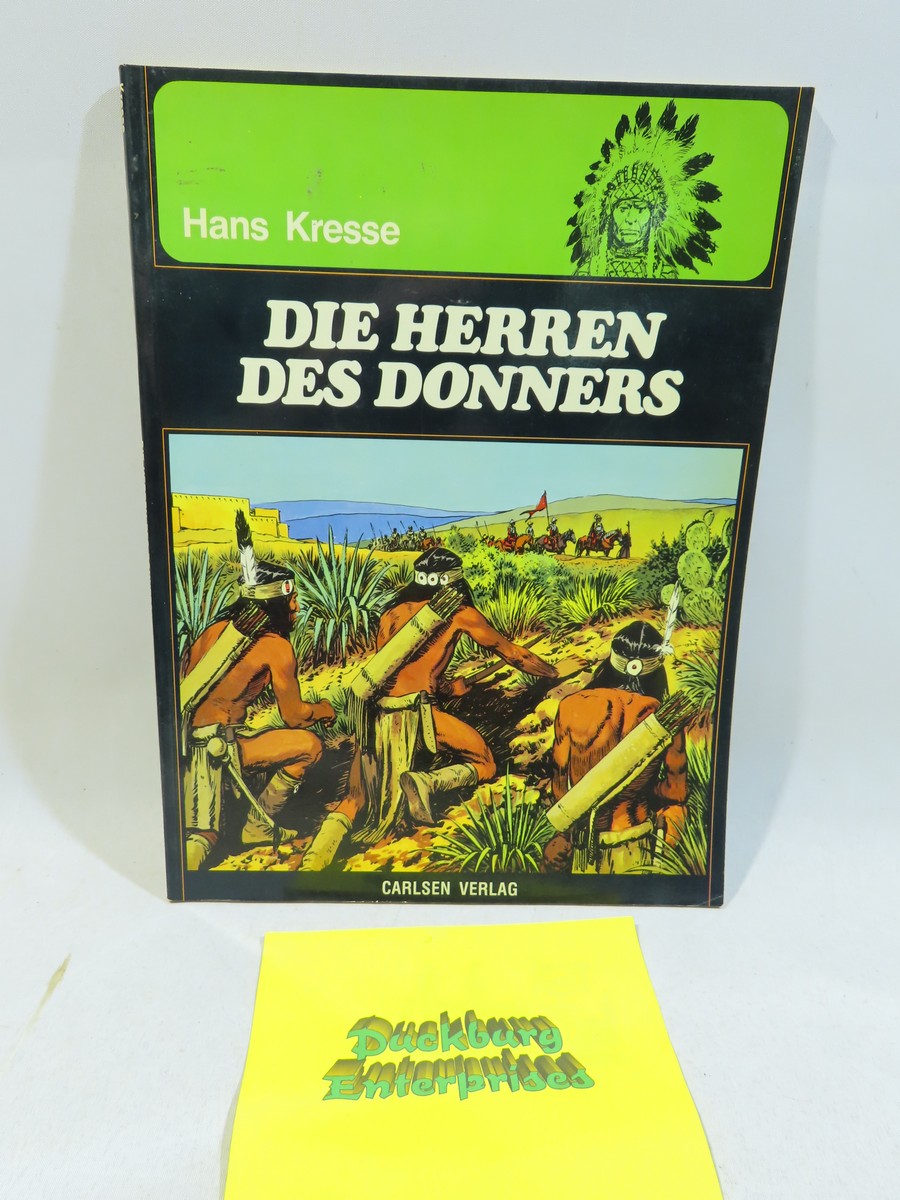 Hans Kresse
DIE HERREN
DES DONNERS
CARLSEN VERLAG
Duckburg
Enterprises